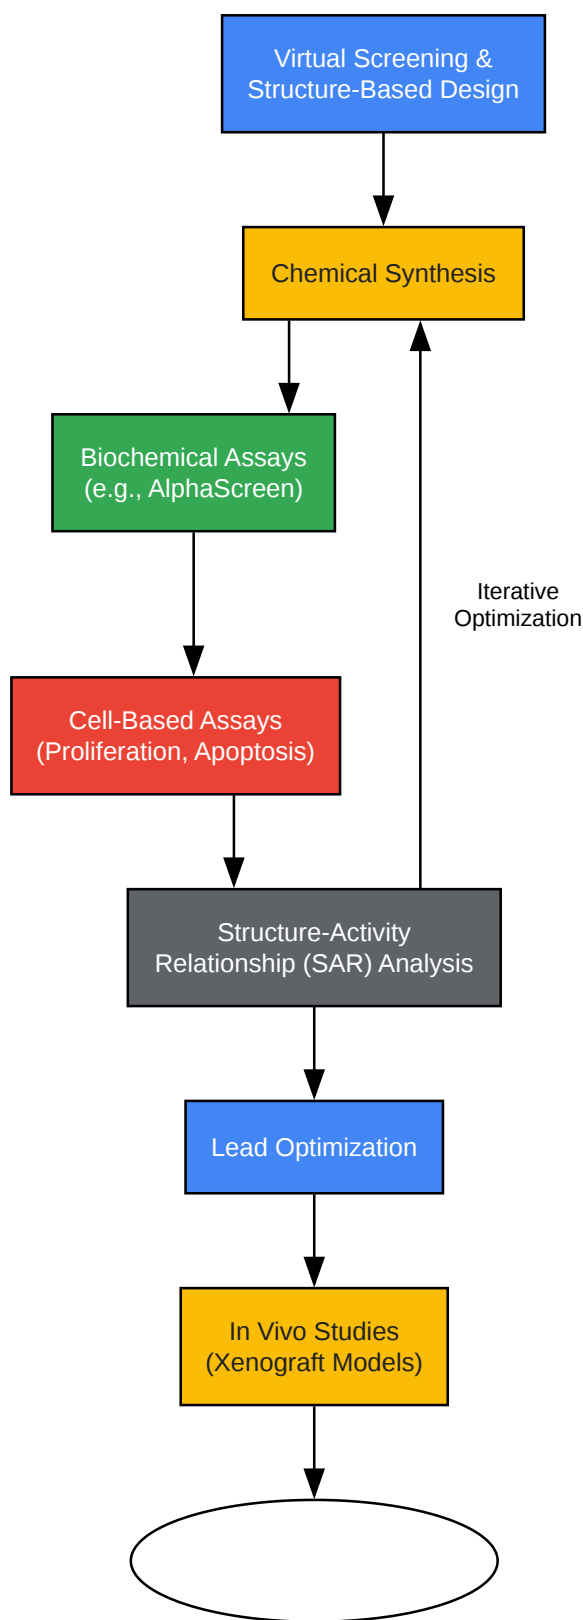 Virtual Screening &
Structure-Based Design
Chemical Synthesis
Biochemical Assays
(e.g., AlphaScreen)
Iterative
Optimization
Cell-Based Assays
(Proliferation, Apoptosis)
Structure-Activity
Relationship (SAR) Analysis
Lead Optimization
In Vivo Studies
(Xenograft Models)